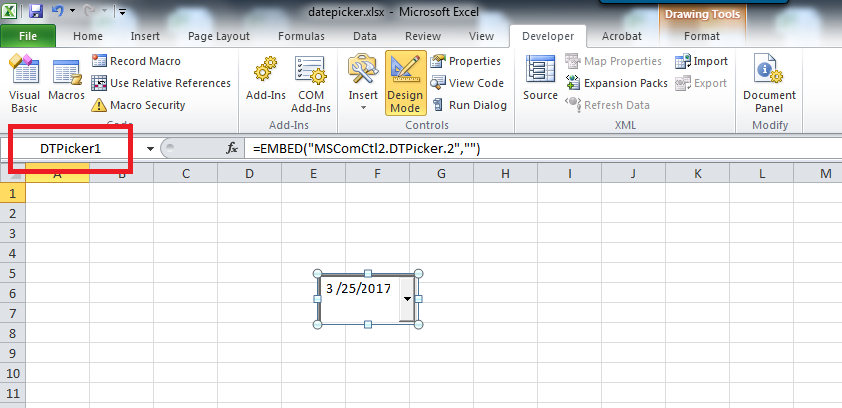 datepicker.xlsx - Microsoft Excel
Drawing Tools
File Home Insert Page Layout Formulas Data Review View Developer Acrobat Format
Visual Basic
Macros
Record Macro
Use Relative References
Macro Security
Code
Add-Ins
COM Add-Ins
Add-Ins
Insert
Design Mode
Properties
View Code
Run Dialog
Controls
Source
Map Properties
Expansion Packs
Refresh Data
Import
Export
XML
Document Panel
Modify
DTPicker1
fx
=EMBED("MSComCtl2.DTPicker.2","")
A B C D E F G H I J K L M
1
2
3
4
5
6
3 /25/2017
7
8
9
10
11